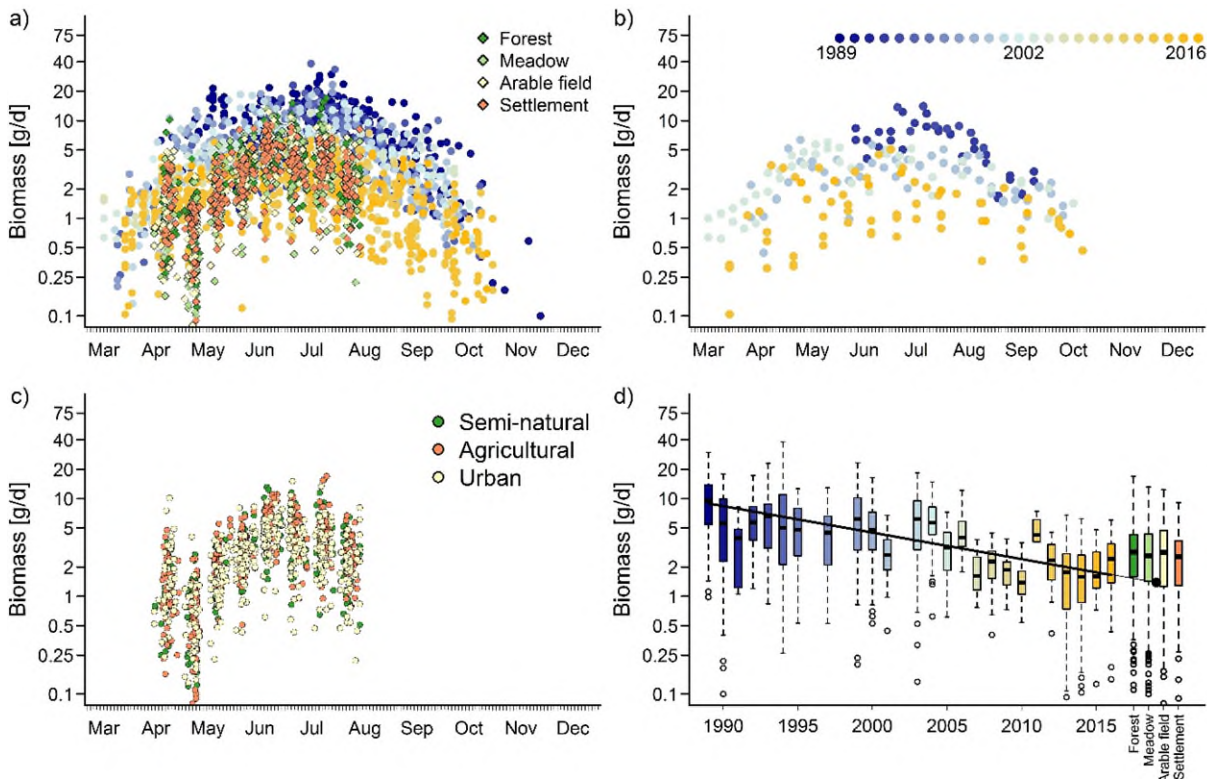 a)
Biomass [g/d]
75
40
20
10
5
2
1
0.5
0.25
0.1
Mar Apr May Jun Jul Aug Sep Oct Nov Dec
Forest
Meadow
Arable field
Settlement
b)
Biomass [g/d]
75
40
20
10
5
2
1
0.5
0.25
0.1
Mar Apr May Jun Jul Aug Sep Oct Nov Dec
1989 2002 2016
c)
Biomass [g/d]
75
40
20
10
5
2
1
0.5
0.25
0.1
Mar Apr May Jun Jul Aug Sep Oct Nov Dec
Semi-natural
Agricultural
Urban
d)
Biomass [g/d]
75
40
20
10
5
2
1
0.5
0.25
0.1
1990 1995 2000 2005 2010 2015
Forest
Meadow
Arable field
Settlement